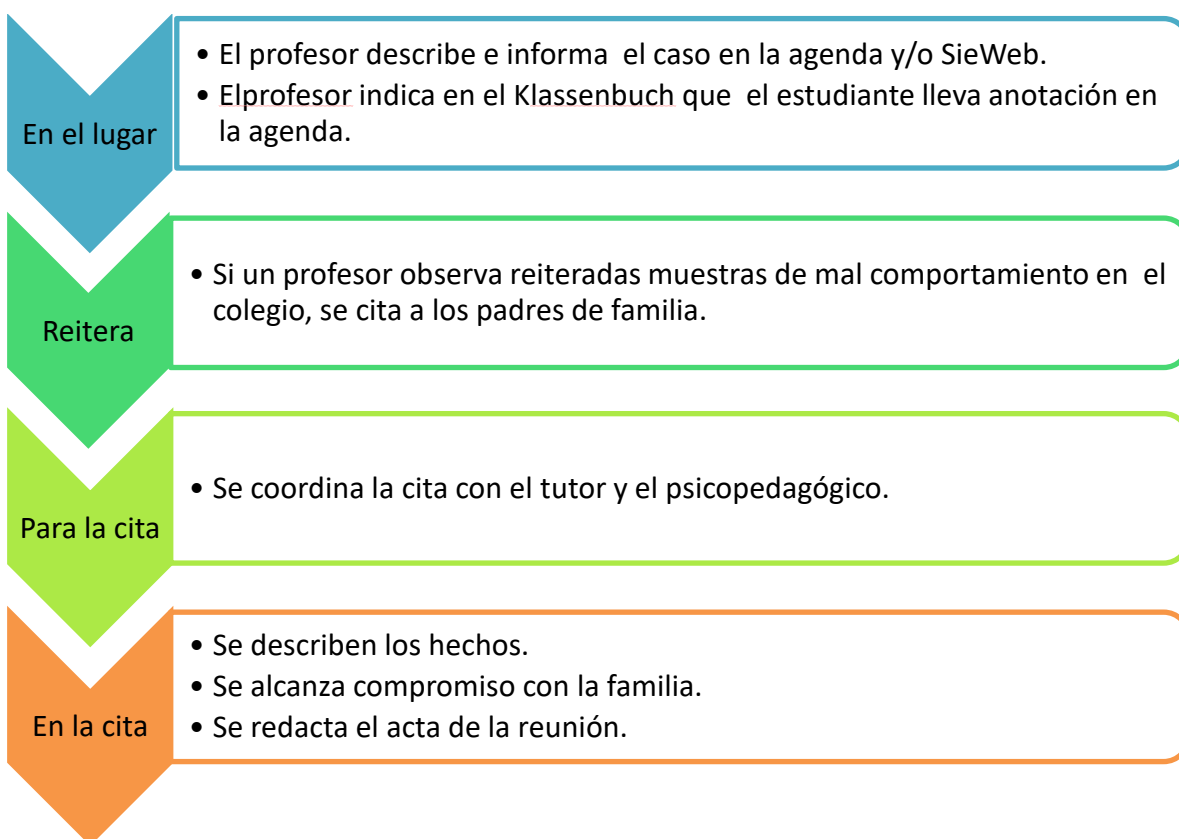 En el lugar
• El profesor describe e informa  el caso en la agenda y/o SieWeb.
• Elprofesor indica en el Klassenbuch que  el estudiante lleva anotación en
la agenda.
Reitera
• Si un profesor observa reiteradas muestras de mal comportamiento en  el
colegio, se cita a los padres de familia.
Para la cita
• Se coordina la cita con el tutor y el psicopedagógico.
En la cita
• Se describen los hechos.
• Se alcanza compromiso con la familia.
• Se redacta el acta de la reunión.